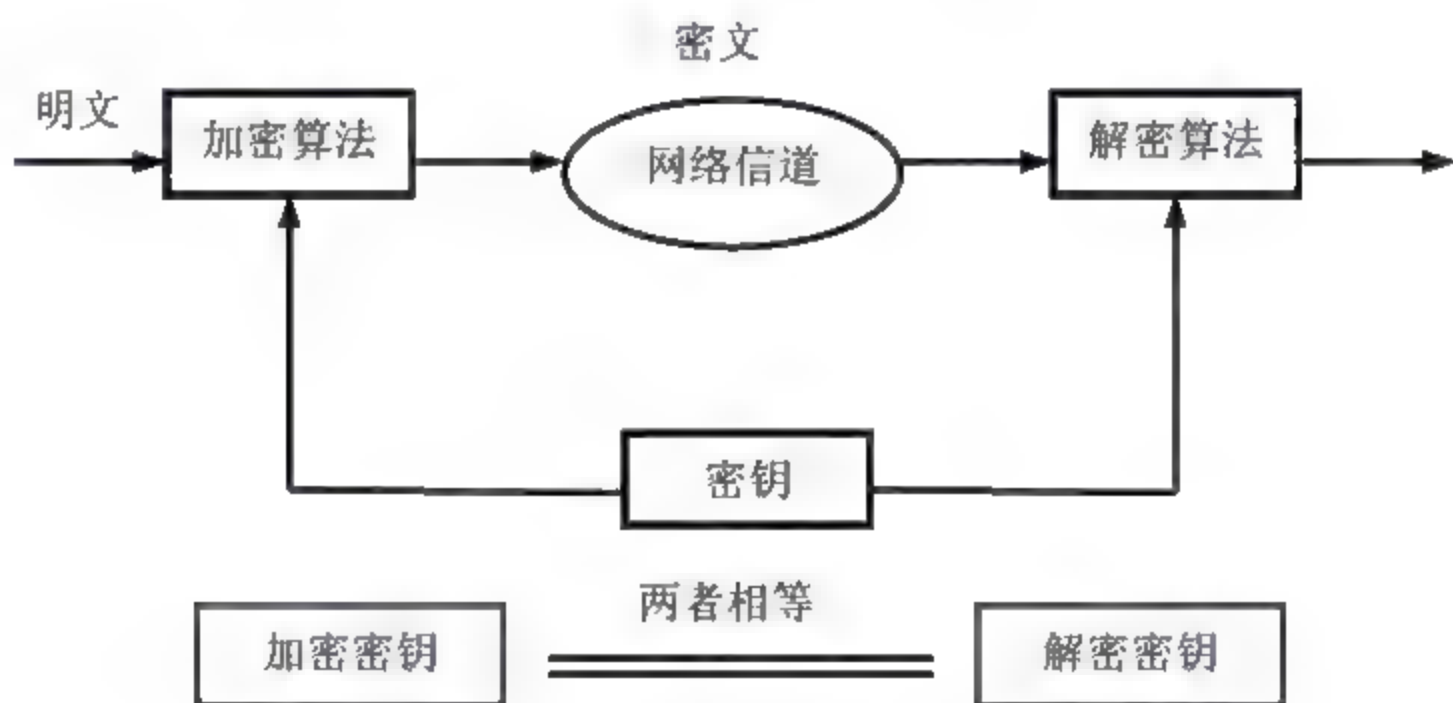 密文
明文
加密算法
网络信道
解密算法
密钥
两者相等
加密密钥
解密密钥